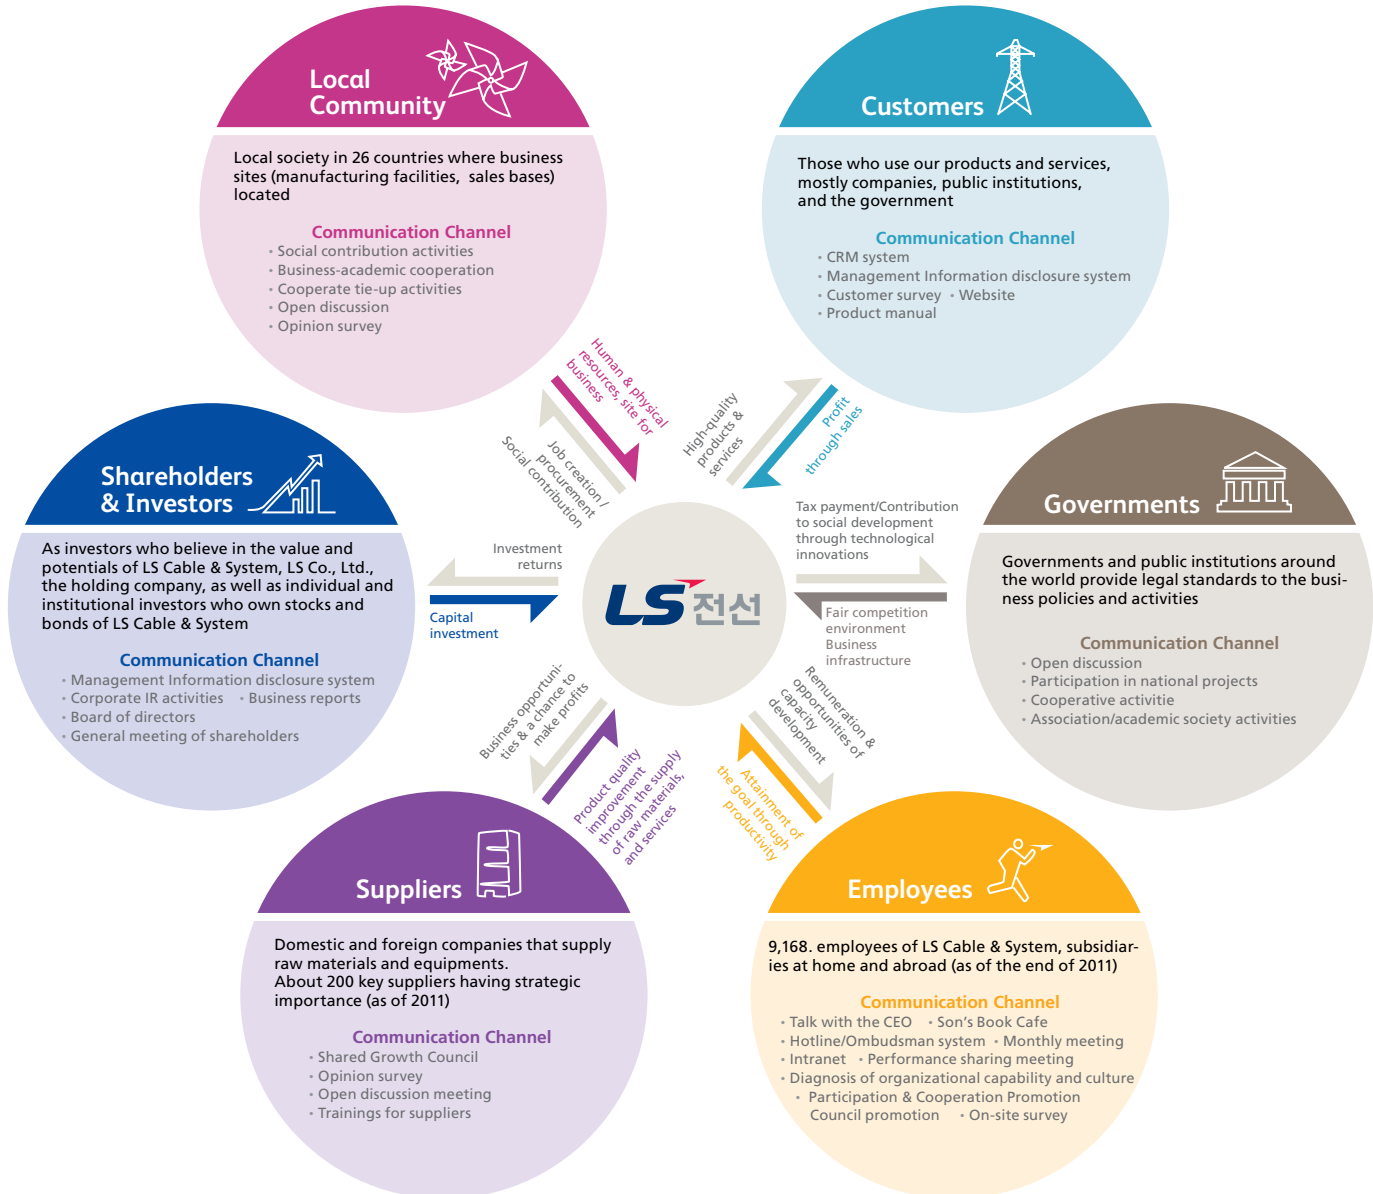 Local
Community
Local society in 26 countries where business
sites (manufacturing facilities, sales bases)
located
Communication Channel
• Social contribution activities
• Business-academic cooperation
• Cooperate tie-up activities
• Open discussion
• Opinion survey
Customers
Those who use our products and services,
mostly companies, public institutions,
and the government
Communication Channel
• CRM system
• Management Information disclosure system
• Customer survey • Website
• Product manual
Human & physical
resources, site for
business
Job creation /
procurement
Social contribution
High-quality
products &
services
Profit
through sales
Shareholders
& Investors
As investors who believe in the value and
potentials of LS Cable & System, LS Co., Ltd.,
the holding company, as well as individual and
institutional investors who own stocks and
bonds of LS Cable & System
Communication Channel
• Management Information disclosure system
• Corporate IR activities • Business reports
• Board of directors
• General meeting of shareholders
Investment
returns
Capital
investment
LS전선
Tax payment/Contribution
to social development
through technological
innovations
Fair competition
environment
Business
infrastructure
Governments
Governments and public institutions around
the world provide legal standards to the busi-
ness policies and activities
Communication Channel
• Open discussion
• Participation in national projects
• Cooperative activitie
• Association/academic society activities
Business opportuni-
ties & a chance to
make profits
Product quality
improvement
through the supply
of raw materials,
and services
Remuneration &
opportunities of
capacity
development
Attainment of
the goal through
productivity
Suppliers
Domestic and foreign companies that supply
raw materials and equipments.
About 200 key suppliers having strategic
importance (as of 2011)
Communication Channel
• Shared Growth Council
• Opinion survey
• Open discussion meeting
• Trainings for suppliers
Employees
9,168. employees of LS Cable & System, subsidiar-
ies at home and abroad (as of the end of 2011)
Communication Channel
• Talk with the CEO • Son's Book Cafe
• Hotline/Ombudsman system • Monthly meeting
• Intranet • Performance sharing meeting
• Diagnosis of organizational capability and culture
• Participation & Cooperation Promotion
Council promotion • On-site survey